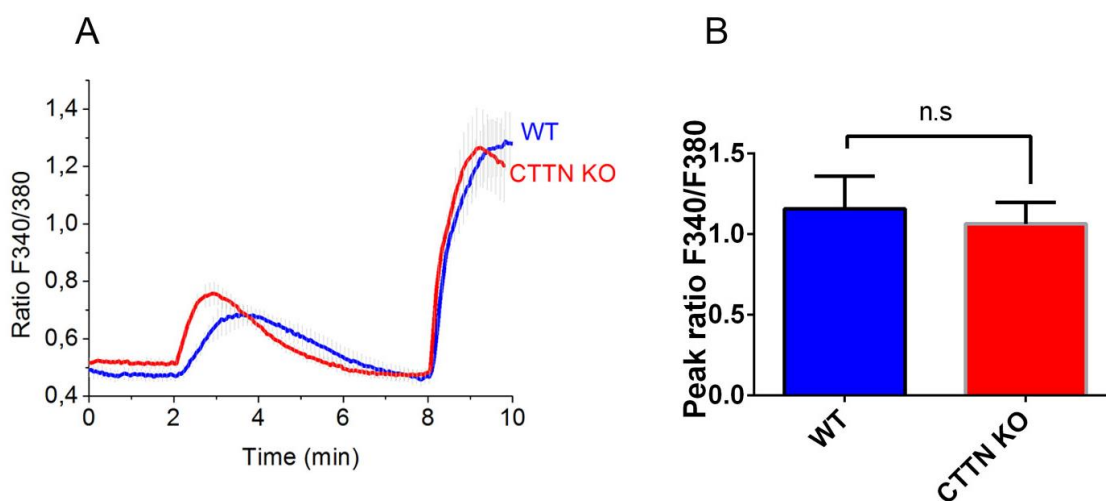 A
Ratio F340/380
1,4
1,2
1,0
0,8
0,6
0,4
WT
CTTN KO
0 2 4 6 8 10
Time (min)
B
n.s
Peak ratio F340/F380
1.5
1.0
0.5
0.0
WT
CTTN KO